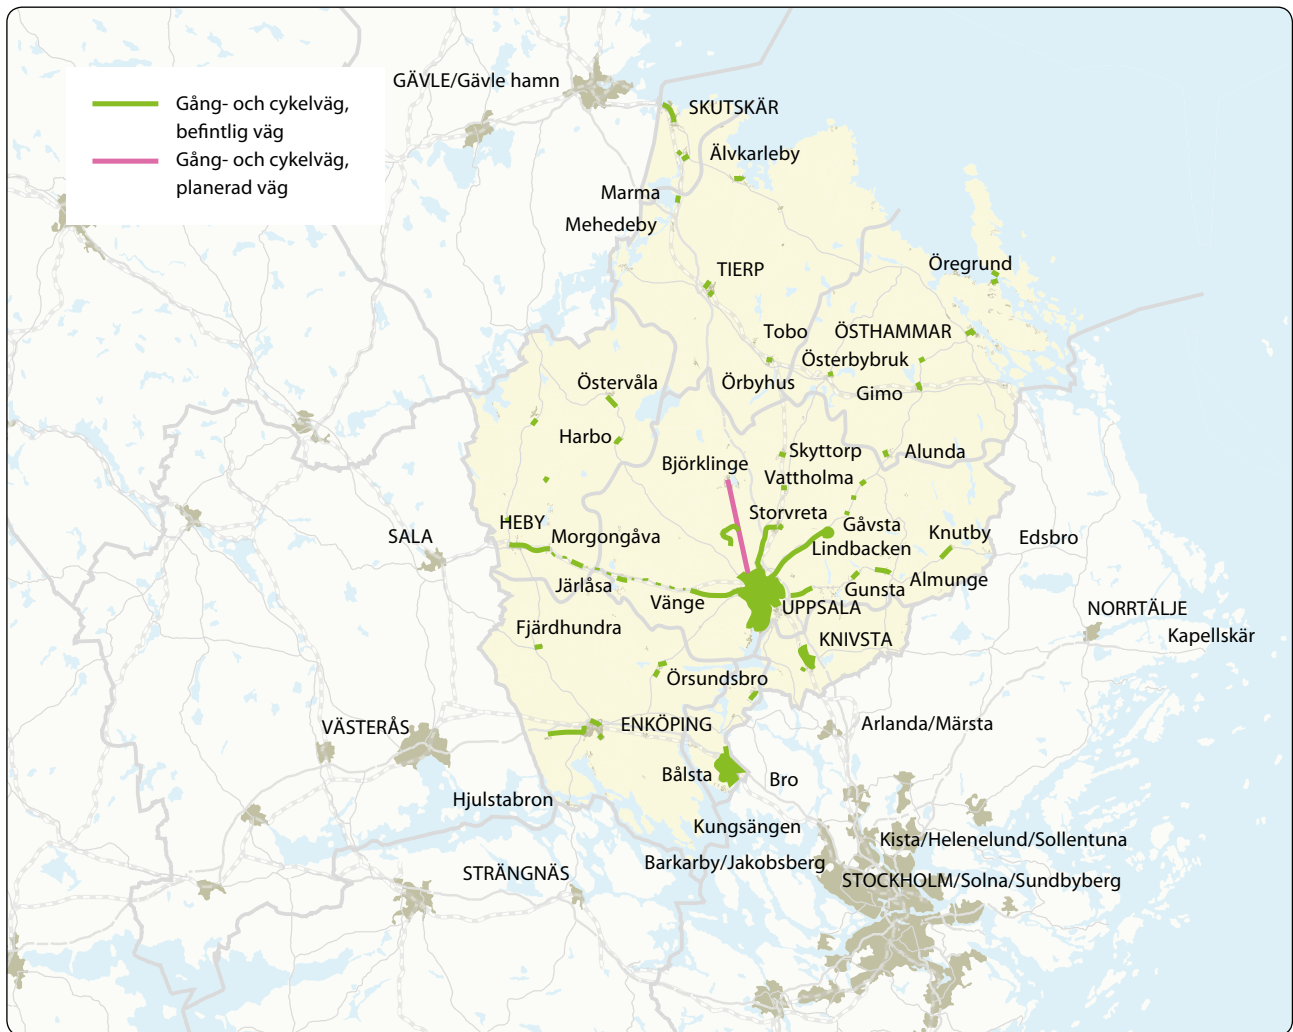 GÄVLE/Gävle hamn
Gång- och cykelväg,
befintlig väg
Gång- och cykelväg,
planerad väg
SKUTSKÄR
Älvkarleby
Marma
Mehedeby
TIERP
Öregrund
Tobo
ÖSTHAMMAR
Österbybruk
Östervåla
Örbyhus
Gimo
Harbo
Björklinge
Skyttorp
Alunda
Vattholma
Storvreta
HEBY
Gåvsta
SALA
Morgongåva
Knutby
Edsbro
Lindbacken
Järlåsa
Almunge
Gunsta
Vänge
UPPSALA
NORRTÄLJE
Fjärdhundra
KNIVSTA
Kapellskär
Örsundsbro
VÄSTERÅS
ENKÖPING
Arlanda/Märsta
Bålsta
Bro
Hjulstabron
Kungsängen
Kista/Helenelund/Sollentuna
Barkarby/Jakobsberg
STRÄNGNÄS
STOCKHOLM/Solna/Sundbyberg